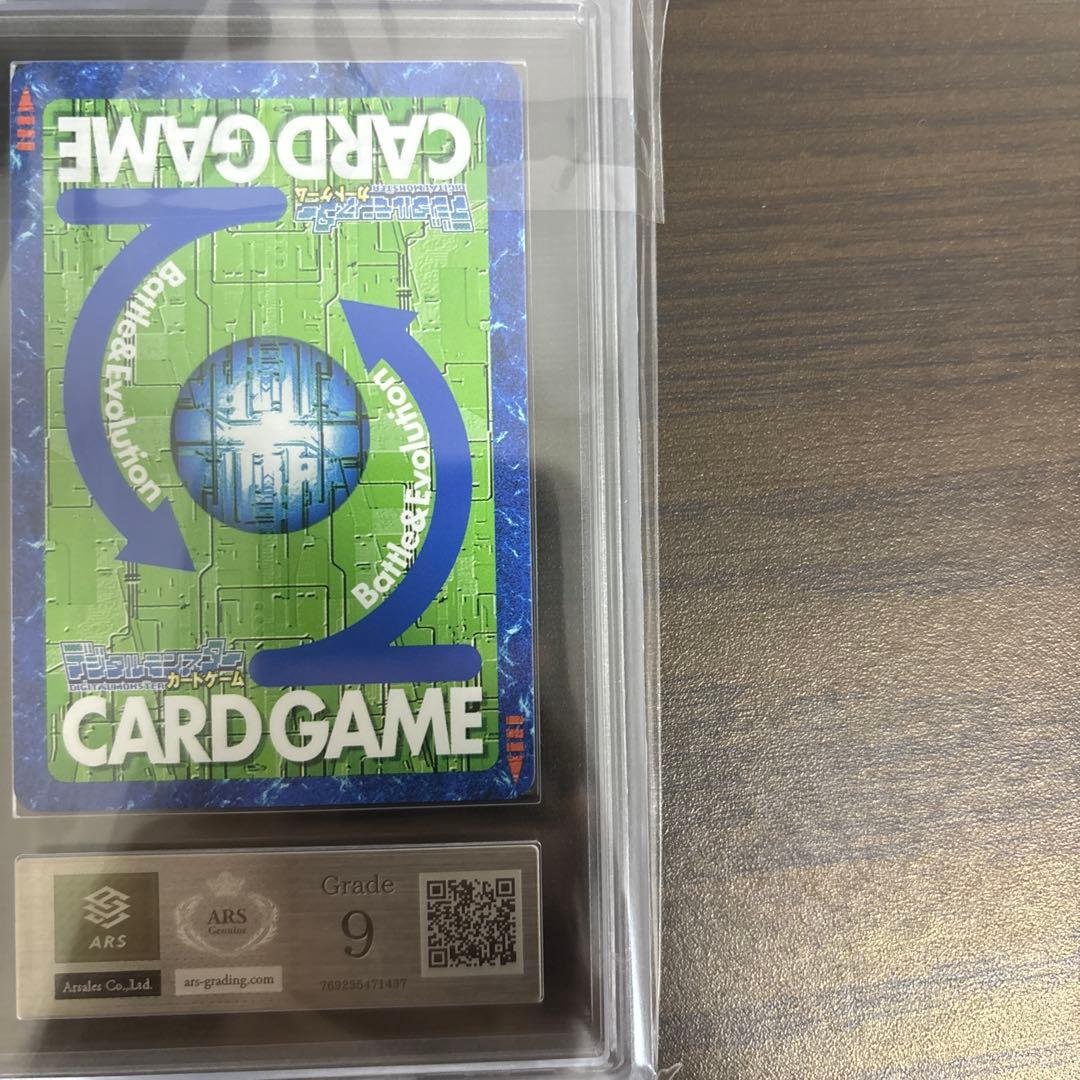 CARD GAME
デジタルモンスター
DIGITAL MONSTER
カードゲーム
Battle&Evolution
Battle&Evolution
デジタルモンスター
DIGITAL MONSTER
カードゲーム
CARD GAME
ARS
Arsales Co.,Ltd.
ARS
Genuine
ars-grading.com
Grade
9
769235471437